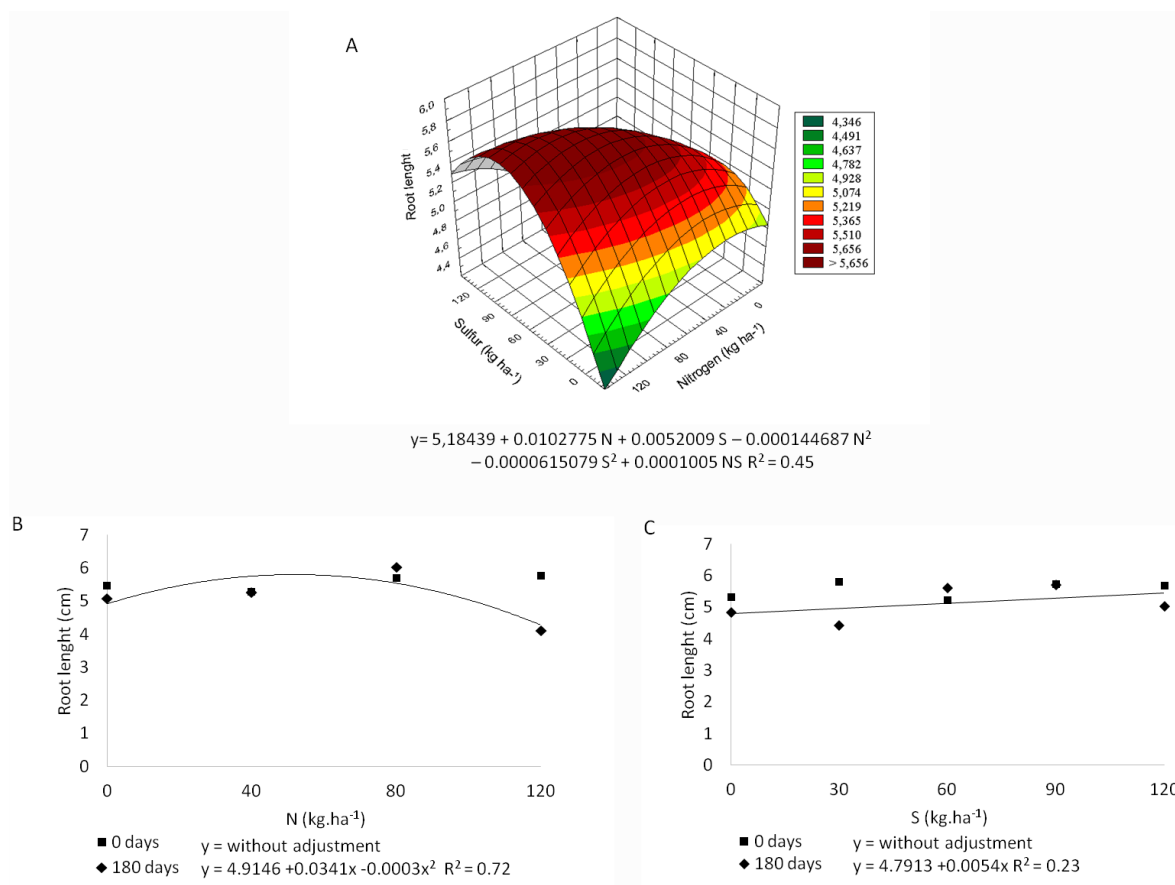 A
Root lenght
6,0
5,8
5,6
5,4
5,2
5,0
4,8
4,6
4,4
120
90
60
30
0
Sulfur (kg ha-¹)
120
80
40
0
Nitrogen (kg ha-¹)
4,346
4,491
4,637
4,782
4,928
5,074
5,219
5,365
5,510
5,656
> 5,656
y= 5,18439 + 0.0102775 N + 0.0052009 S – 0.000144687 N²
– 0.0000615079 S² + 0.0001005 NS R² = 0.45
B
Root lenght (cm)
7
6
5
4
3
2
1
0
0 40 80 120
N (kg.ha⁻¹)
■ 0 days y = without adjustment
◆ 180 days y = 4.9146 +0.0341x -0.0003x² R² = 0.72
C
Root lenght (cm)
7
6
5
4
3
2
1
0
0 30 60 90 120
S (kg.ha⁻¹)
■ 0 days y = without adjustment
◆ 180 days y = 4.7913 +0.0054x R² = 0.23